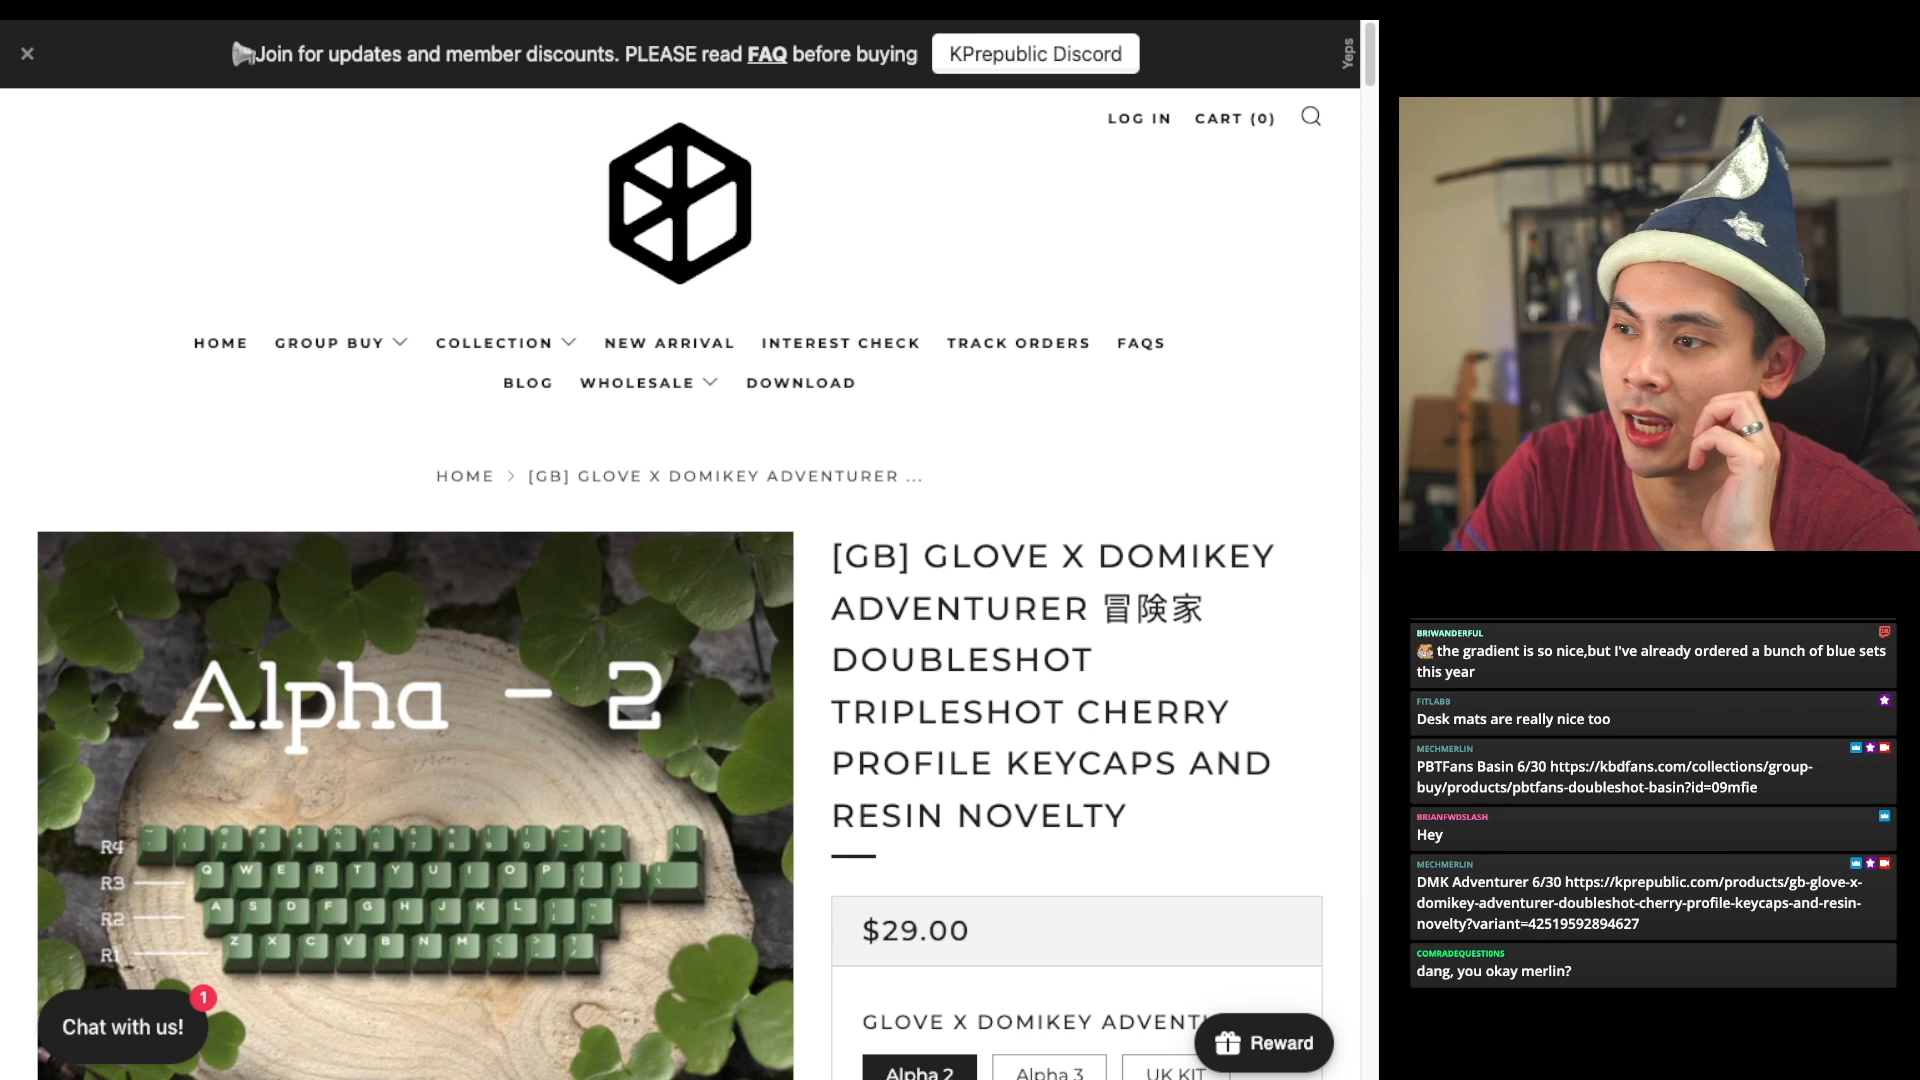 ×
Join for updates and member discounts. PLEASE read FAQ before buying
KPrepublic Discord
Yeps
LOG IN
CART (0)
HOME
GROUP BUY
COLLECTION
NEW ARRIVAL
INTEREST CHECK
TRACK ORDERS
FAQS
BLOG
WHOLESALE
DOWNLOAD
HOME > [GB] GLOVE X DOMIKEY ADVENTURER ...
Alpha - 2
R4
R3
R2
R1
Q W E R T Y U I O P
A S D F G H J K L
Z X C V B N M
Chat with us!
1
[GB] GLOVE X DOMIKEY
ADVENTURER 冒険家
DOUBLESHOT
TRIPLESHOT CHERRY
PROFILE KEYCAPS AND
RESIN NOVELTY
$29.00
GLOVE X DOMIKEY ADVENT
Alpha 2
Alpha 3
UK KIT
Reward
BRIWANDERFUL
the gradient is so nice,but I've already ordered a bunch of blue sets
this year
FITLABB
Desk mats are really nice too
MECHMERLIN
PBTFans Basin 6/30 https://kbdfans.com/collections/group-
buy/products/pbtfans-doubleshot-basin?id=09mfie
BRIANFWDSLASH
Hey
MECHMERLIN
DMK Adventurer 6/30 https://kprepublic.com/products/gb-glove-x-
domikey-adventurer-doubleshot-cherry-profile-keycaps-and-resin-
novelty?variant=42519592894627
COMRADEQUESTI0NS
dang, you okay merlin?